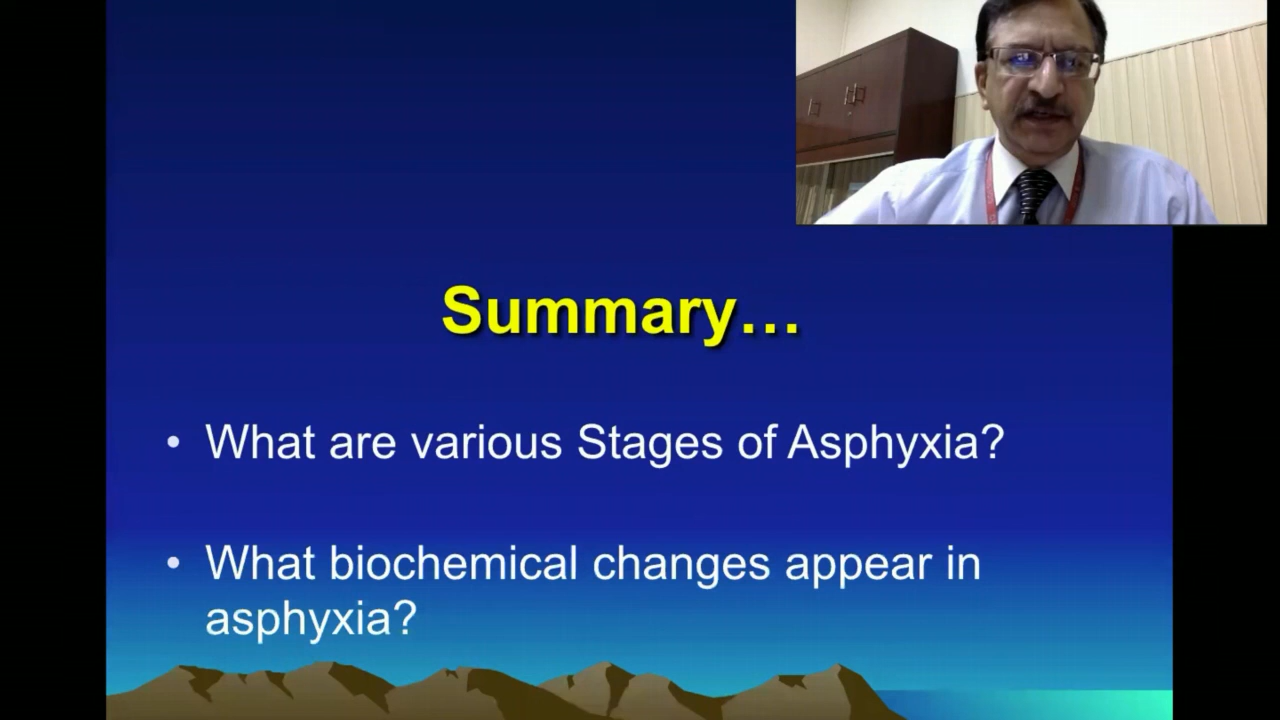 Summary…
• What are various Stages of Asphyxia?
• What biochemical changes appear in
asphyxia?